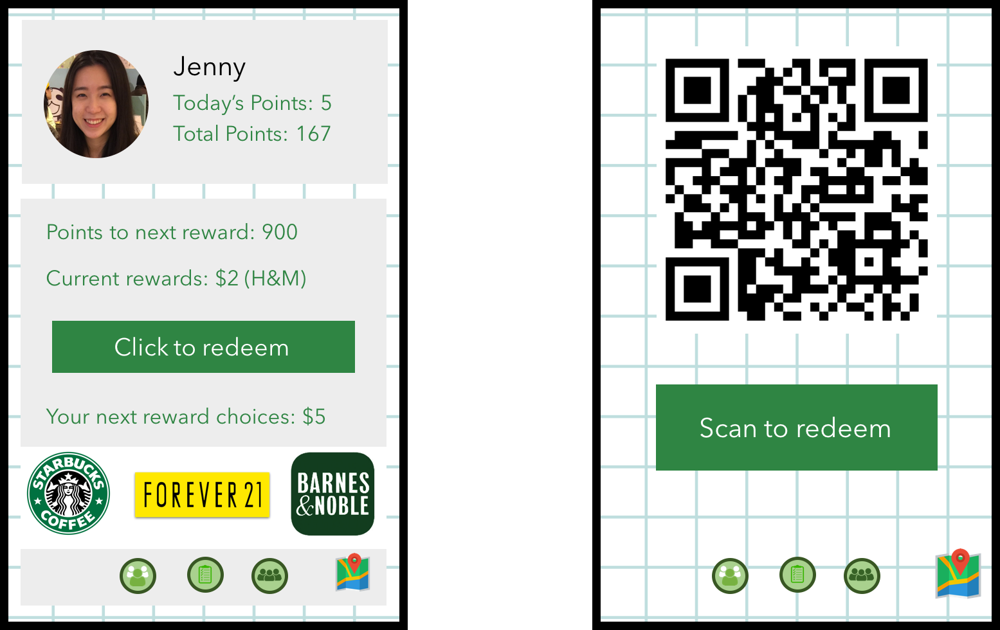 Jenny
Today’s Points: 5
Total Points: 167
Points to next reward: 900
Current rewards: $2 (H&M)
Click to redeem
Your next reward choices: $5
STARBUCKS
COFFEE
FOREVER 21
BARNES
&NOBLE
Scan to redeem